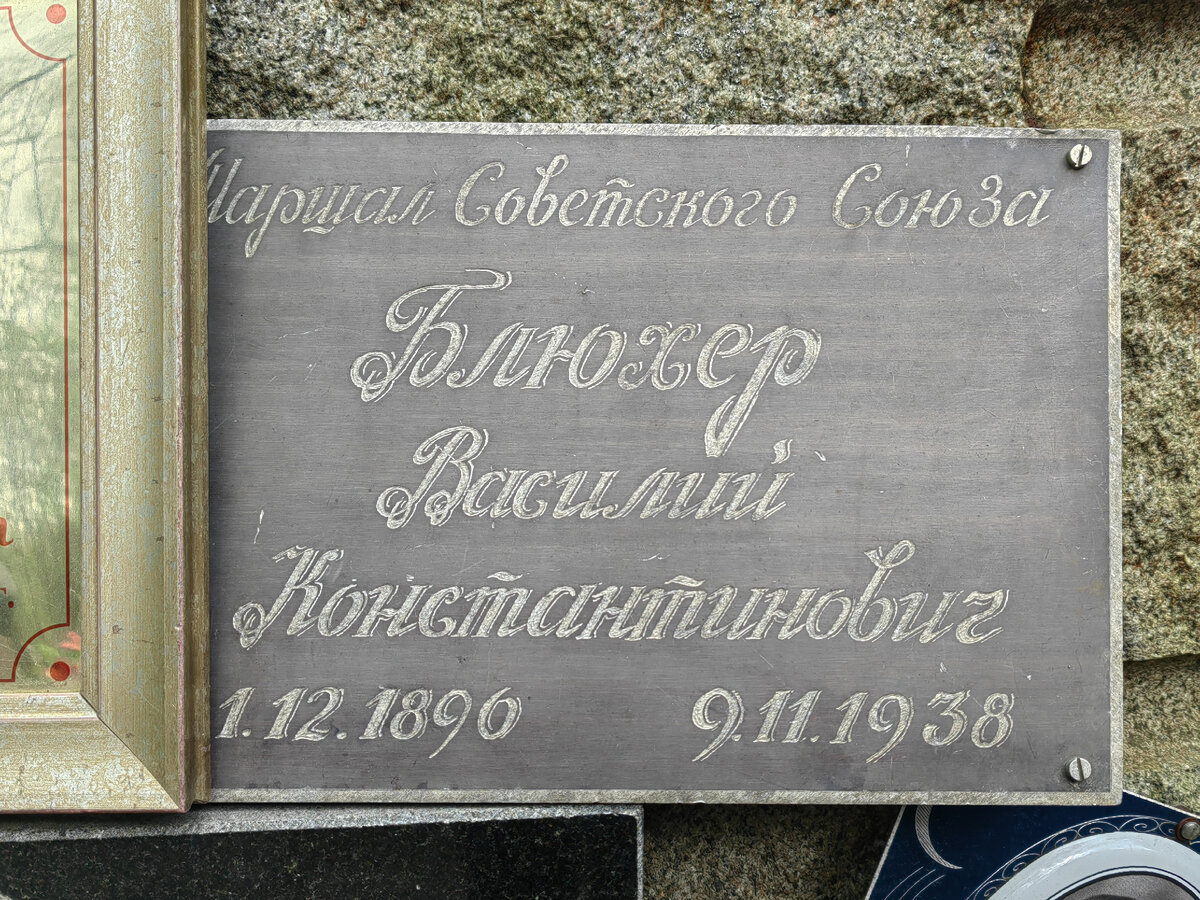 Маршал Советского Союза
Блюхер
Василий
Константинович
1.12.1890 9.11.1938